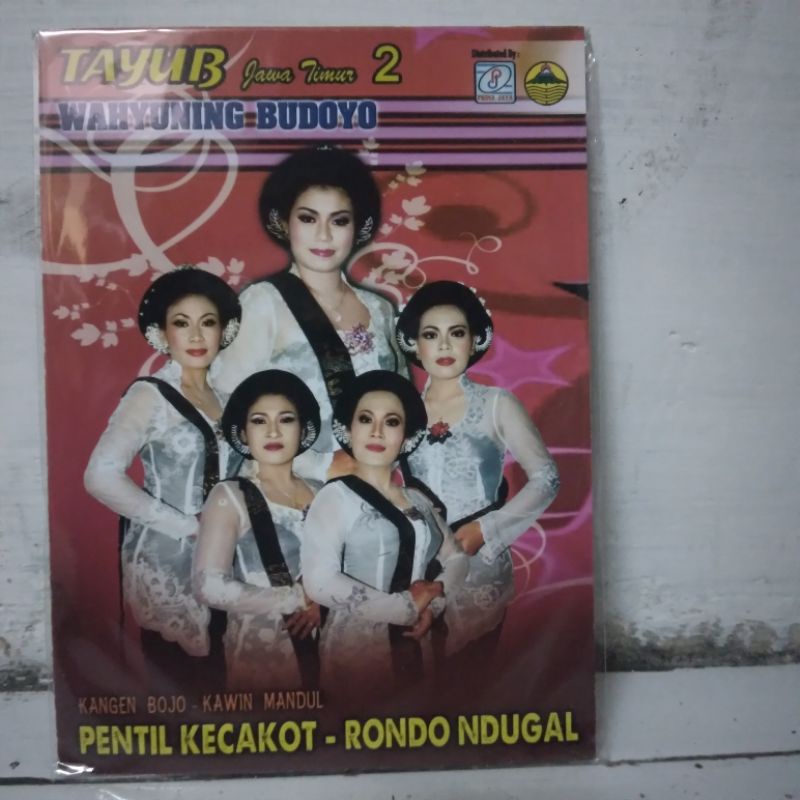 TAYUB Jawa Timur 2
Distributed By :
WAHYUNING BUDOYO
KANGEN BOJO - KAWIN MANDUL
PENTIL KECAKOT - RONDO NDUGAL